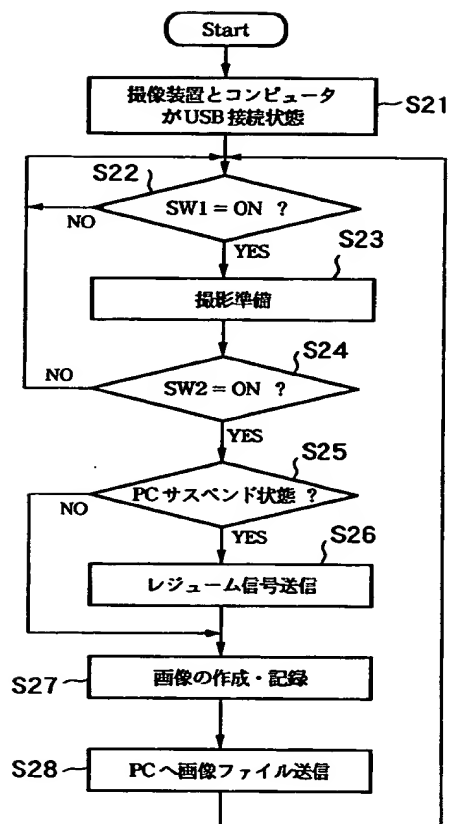 Start
撮像装置とコンピュータ
がUSB接続状態
S21
S22
SW1＝ON ？
NO
YES
S23
撮影準備
S24
NO
SW2＝ON ？
YES
S25
PCサスペンド状態 ？
NO
YES
S26
レジューム信号送信
画像の作成・記録
S27
PCへ画像ファイル送信
S28